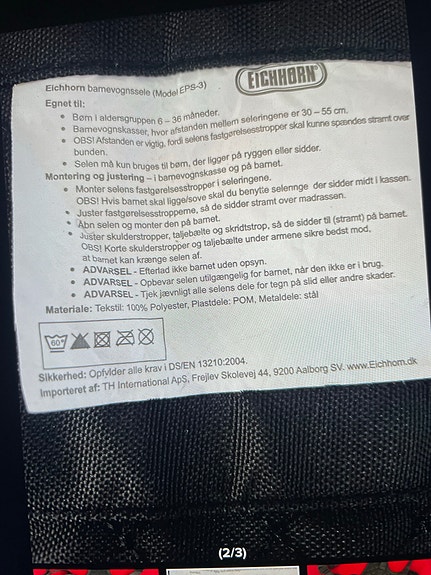 EICHHØRN®
Eichhorn barnevognssele (Model EPS-3)
Egnet til:
• Børn i aldersgruppen 6 – 36 måneder.
• Barnevognskasser, hvor afstanden mellem seleringene er 30 – 55 cm.
• OBS! Afstanden er vigtig, fordi selens fastgørelsesstropper skal kunne spændes stramt over
bunden.
• Selen må kun bruges til børn, der ligger på ryggen eller sidder.
Montering og justering – i barnevognskasse og på barnet.
• Monter selens fastgørelsesstropper i seleringene.
OBS! Hvis barnet skal ligge/sove skal du benytte seleringe der sidder midt i kassen.
• Juster fastgørelsesstropperne, så de sidder stramt over madrassen.
• Åbn selen og monter den på barnet.
• Juster skulderstropper, taljebælte og skridtstrop, så de sidder til (stramt) på barnet.
OBS! Korte skulderstropper og taljebælte under armene sikre bedst mod,
at barnet kan krænge selen af.
• ADVARSEL - Efterlad ikke barnet uden opsyn.
• ADVARSEL - Opbevar selen utilgængelig for barnet, når den ikke er i brug.
• ADVARSEL - Tjek jævnligt alle selens dele for tegn på slid eller andre skader.
Materiale: Tekstil: 100% Polyester, Plastdele: POM, Metaldele: stål
60°
Sikkerhed: Opfylder alle krav i DS/EN 13210:2004.
Importeret af: TH International ApS, Frejlev Skolevej 44, 9200 Aalborg SV. www.Eichhorn.dk
(2/3)